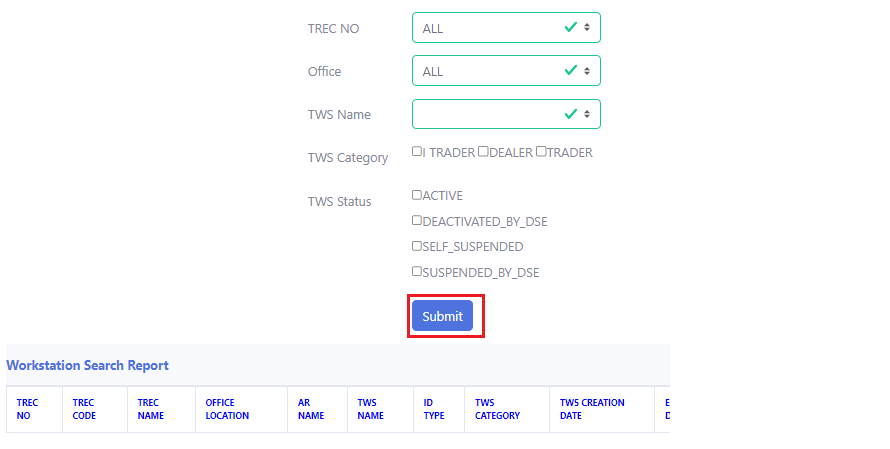 TREC NO ALL
Office ALL
TWS Name
TWS Category I TRADER DEALER TRADER
TWS Status ACTIVE
DEACTIVATED_BY_DSE
SELF_SUSPENDED
SUSPENDED_BY_DSE
Submit
Workstation Search Report
TREC NO
TREC CODE
TREC NAME
OFFICE LOCATION
AR NAME
TWS NAME
ID TYPE
TWS CATEGORY
TWS CREATION DATE